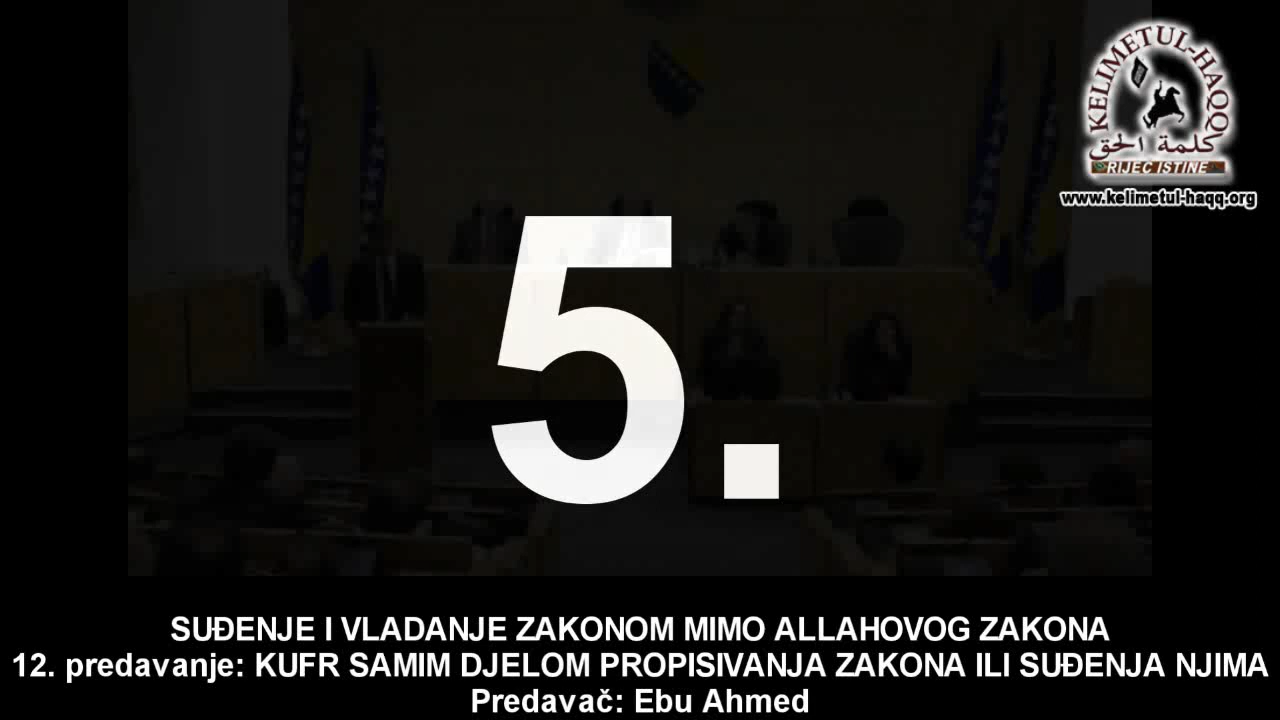 KELIMETUL-HAQQ
كلمة الحق
RIJEC ISTINE
www.kelimetul-haqq.org
5.
SUĐENJE I VLADANJE ZAKONOM MIMO ALLAHOVOG ZAKONA
12. predavanje: KUFR SAMIM DJELOM PROPISIVANJA ZAKONA ILI SUĐENJA NJIMA
Predavač: Ebu Ahmed